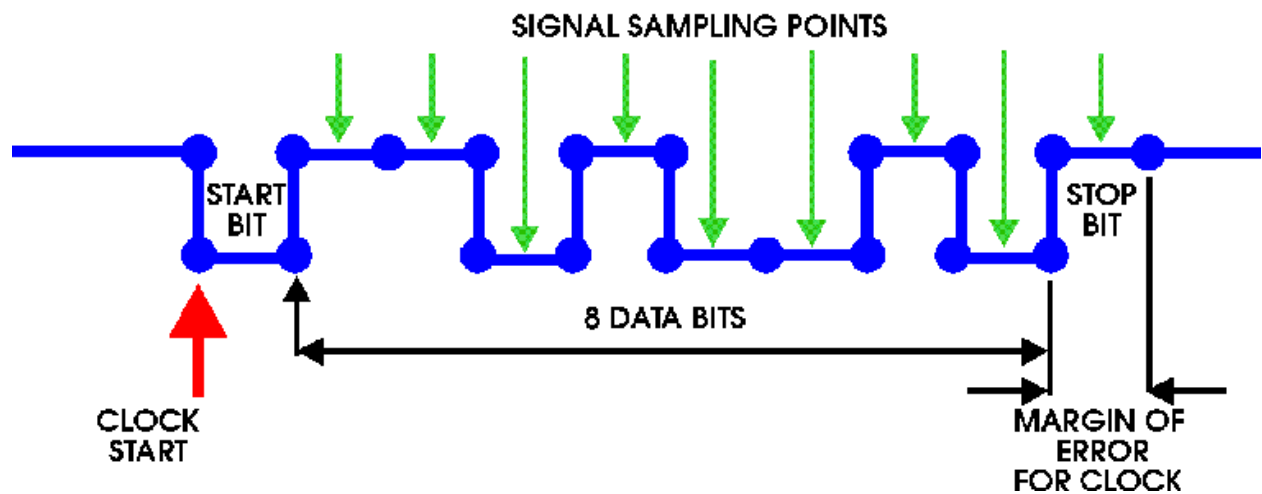 SIGNAL SAMPLING POINTS
START
BIT
STOP
BIT
8 DATA BITS
CLOCK
START
MARGIN OF
ERROR
FOR CLOCK